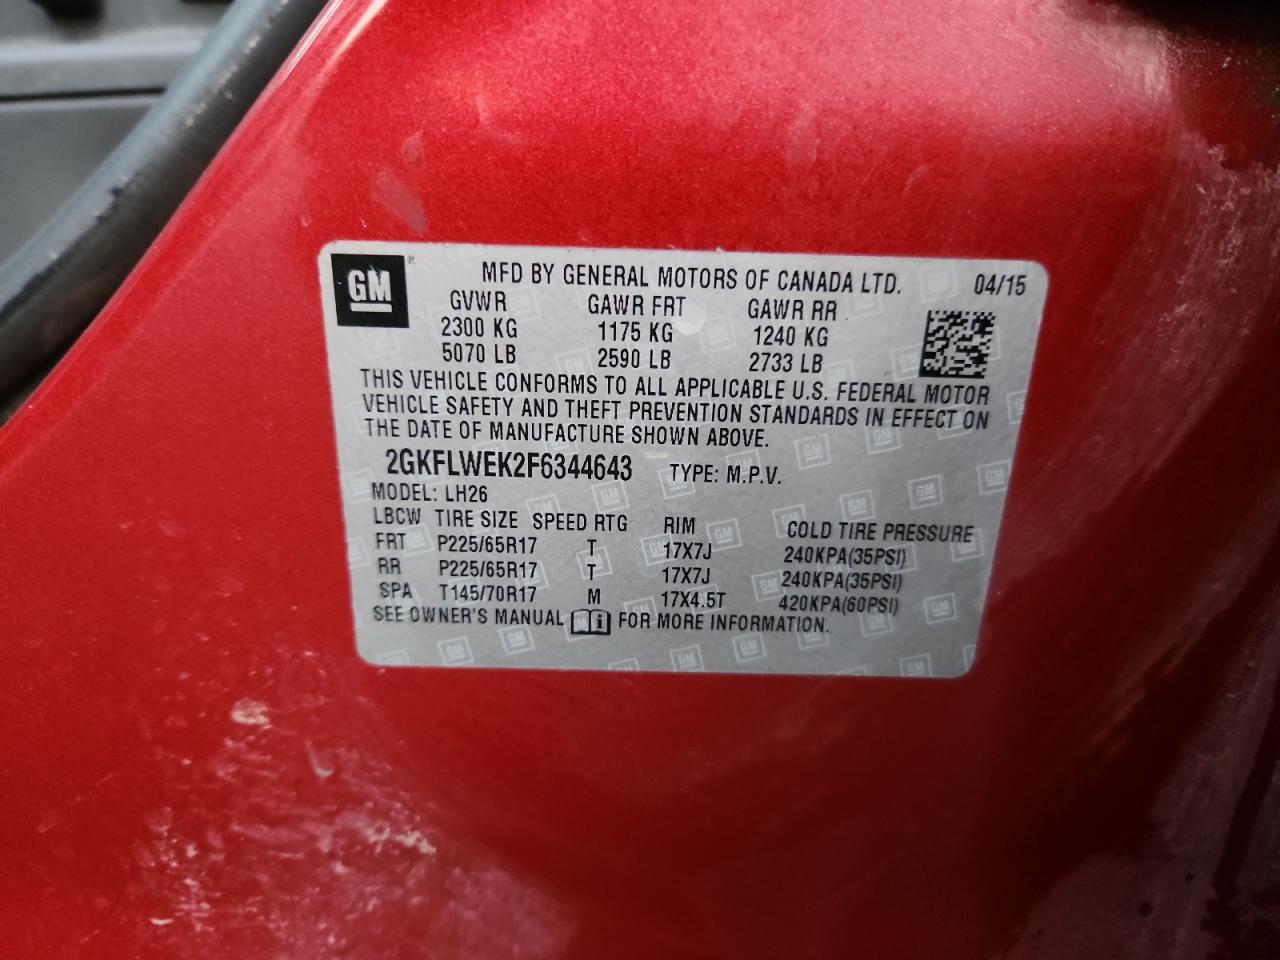 GM®
MFD BY GENERAL MOTORS OF CANADA LTD. 04/15
GVWR GAWR FRT GAWR RR
2300 KG 1175 KG 1240 KG
5070 LB 2590 LB 2733 LB
THIS VEHICLE CONFORMS TO ALL APPLICABLE U.S. FEDERAL MOTOR
VEHICLE SAFETY AND THEFT PREVENTION STANDARDS IN EFFECT ON
THE DATE OF MANUFACTURE SHOWN ABOVE.
2GKFLWEK2F6344643 TYPE: M.P.V.
MODEL: LH26
LBCW TIRE SIZE SPEED RTG RIM COLD TIRE PRESSURE
FRT P225/65R17 T 17X7J 240KPA(35PSI)
RR P225/65R17 T 17X7J 240KPA(35PSI)
SPA T145/70R17 M 17X4.5T 420KPA(60PSI)
SEE OWNER'S MANUAL i FOR MORE INFORMATION.